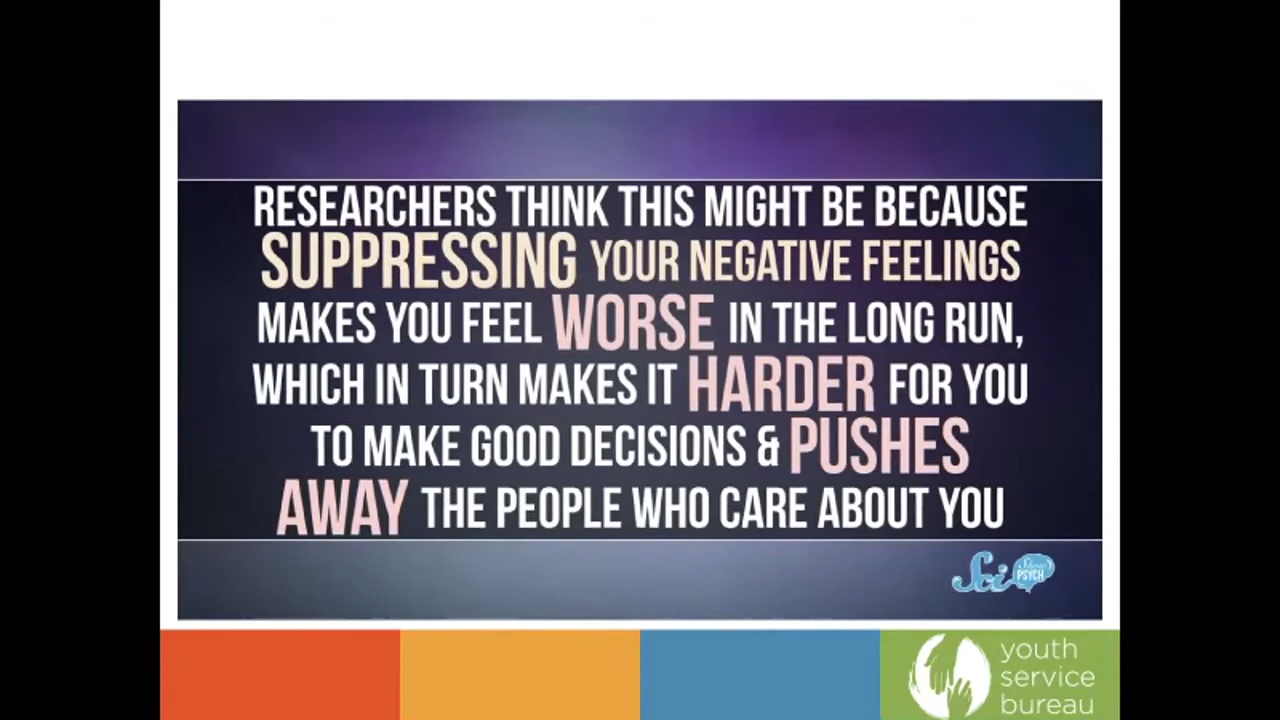 RESEARCHERS THINK THIS MIGHT BE BECAUSE
SUPPRESSING YOUR NEGATIVE FEELINGS
MAKES YOU FEEL WORSE IN THE LONG RUN,
WHICH IN TURN MAKES IT HARDER FOR YOU
TO MAKE GOOD DECISIONS & PUSHES
AWAY THE PEOPLE WHO CARE ABOUT YOU
Sci Show
PSYCH
youth
service
bureau